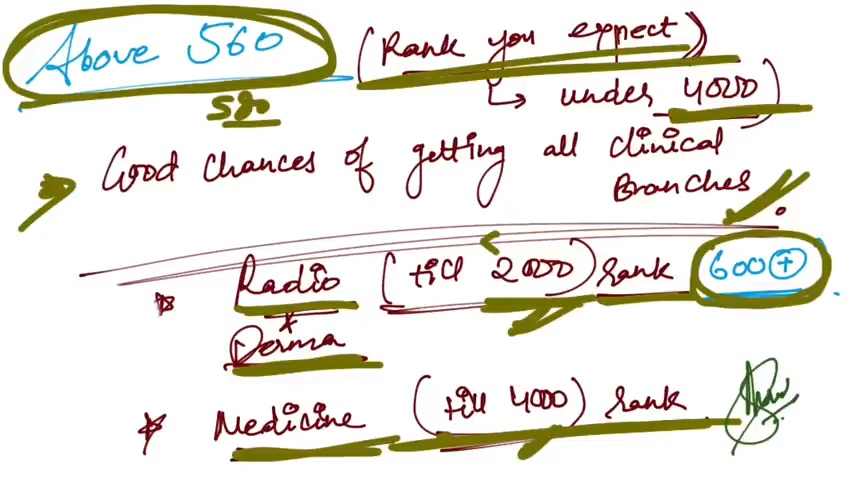 Above 560 (Rank you expect)
580
↳ under 4000)
Good chances of getting all clinical
Branches
* Radio (till 2000) rank 600+
Derma
* Medicine (till 4000) rank